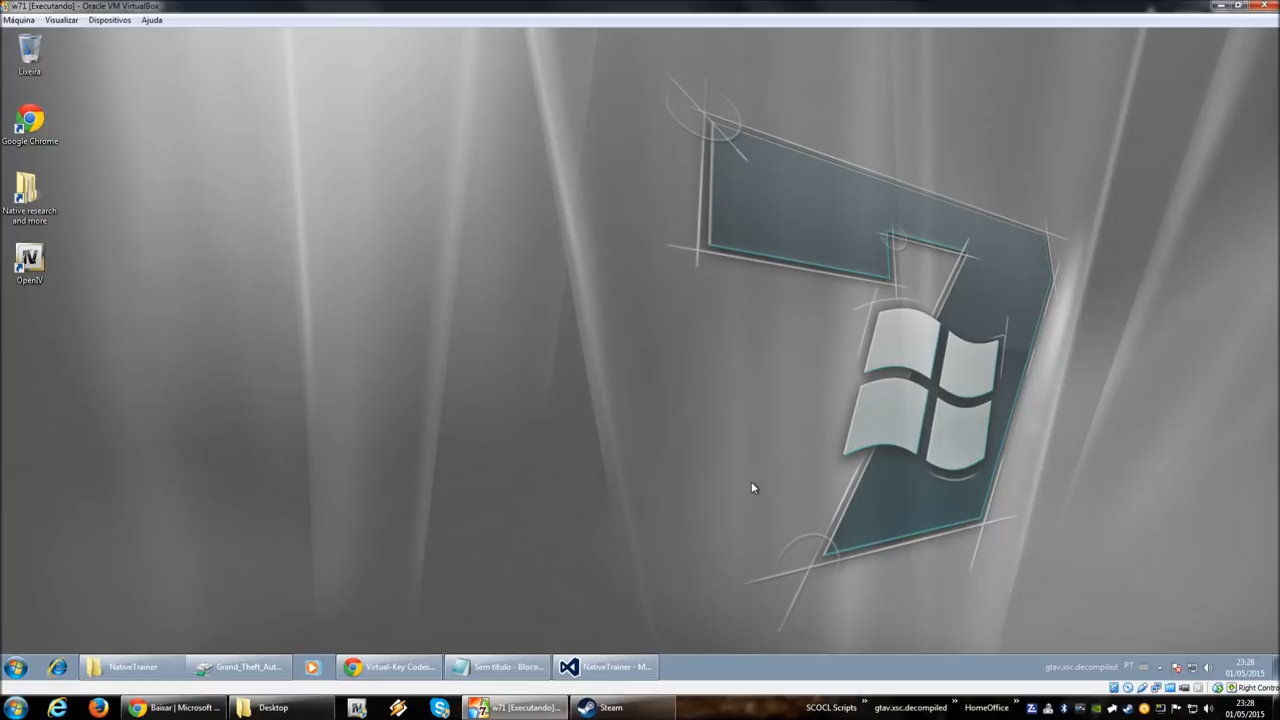 w71 [Executando] - Oracle VM VirtualBox
Máquina Visualizar Dispositivos Ajuda
Lixeira
Google Chrome
Native research
and more
OpenIV
NativeTrainer
Grand_Theft_Aut...
Virtual-Key Codes...
Sem título - Bloco...
NativeTrainer - M...
gtav.xsc.decompiled
PT
23:28
01/05/2015
Right Control
Baixar | Microsoft ...
Desktop
w71 [Executando]...
Steam
SCOCL Scripts
gtav.xsc.decompiled
HomeOffice
23:28
01/05/2015